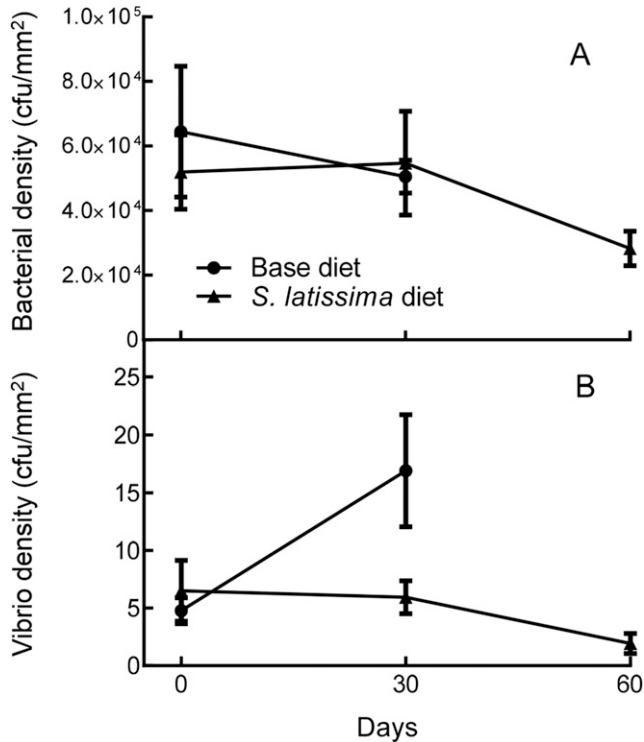 Bacterial density (cfu/mm²)
1.0× 10⁵
8.0× 10⁴
6.0× 10⁴
4.0× 10⁴
2.0× 10⁴
0
A
Base diet
S. latissima diet
Vibrio density (cfu/mm²)
25
20
15
10
5
0
B
0 30 60
Days